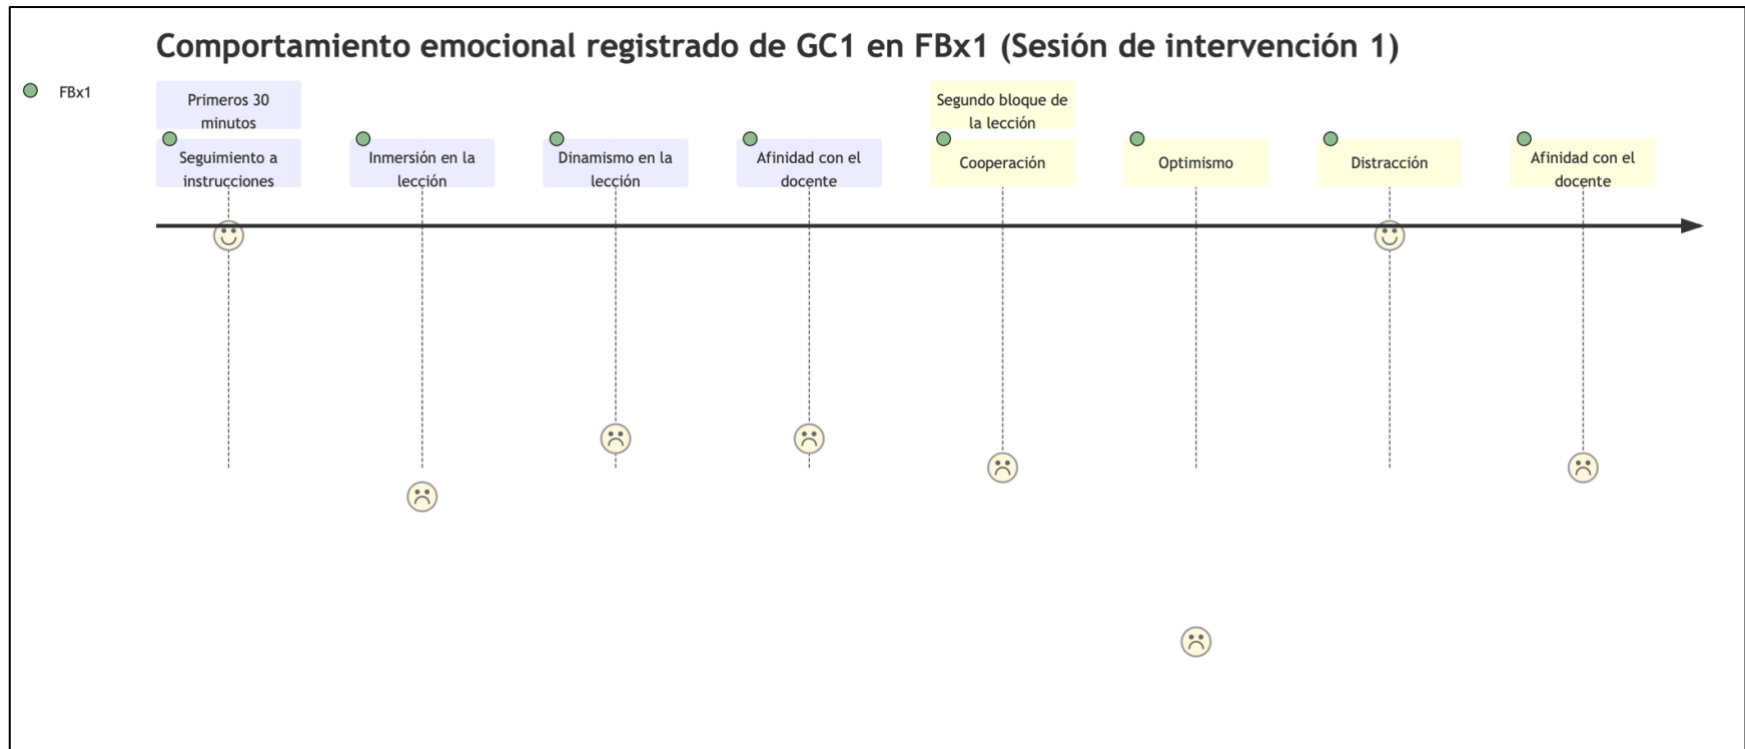 Comportamiento emocional registrado de GC1 en FBx1 (Sesión de intervención 1)
FBx1
Primeros 30
minutos
Segundo bloque de
la lección
Seguimiento a
instrucciones
Inmersión en la
lección
Dinamismo en la
lección
Afinidad con el
docente
Cooperación
Optimismo
Distracción
Afinidad con el
docente